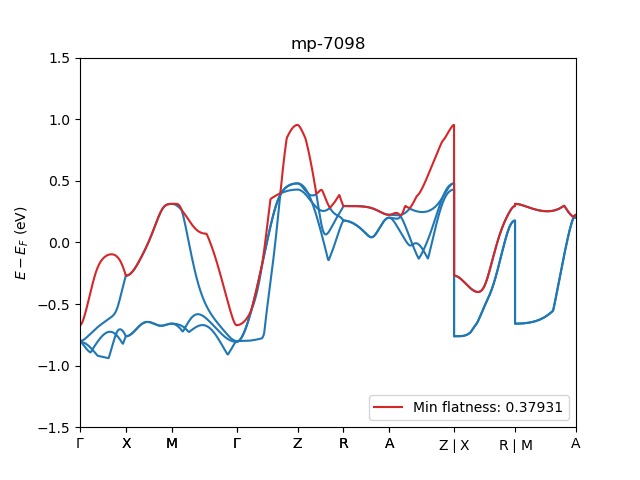 mp-7098
1.5
1.0
0.5
0.0
−0.5
−1.0
−1.5
E − E_F (eV)
Min flatness: 0.37931
Γ X M Γ Z R A Z | X R | M A